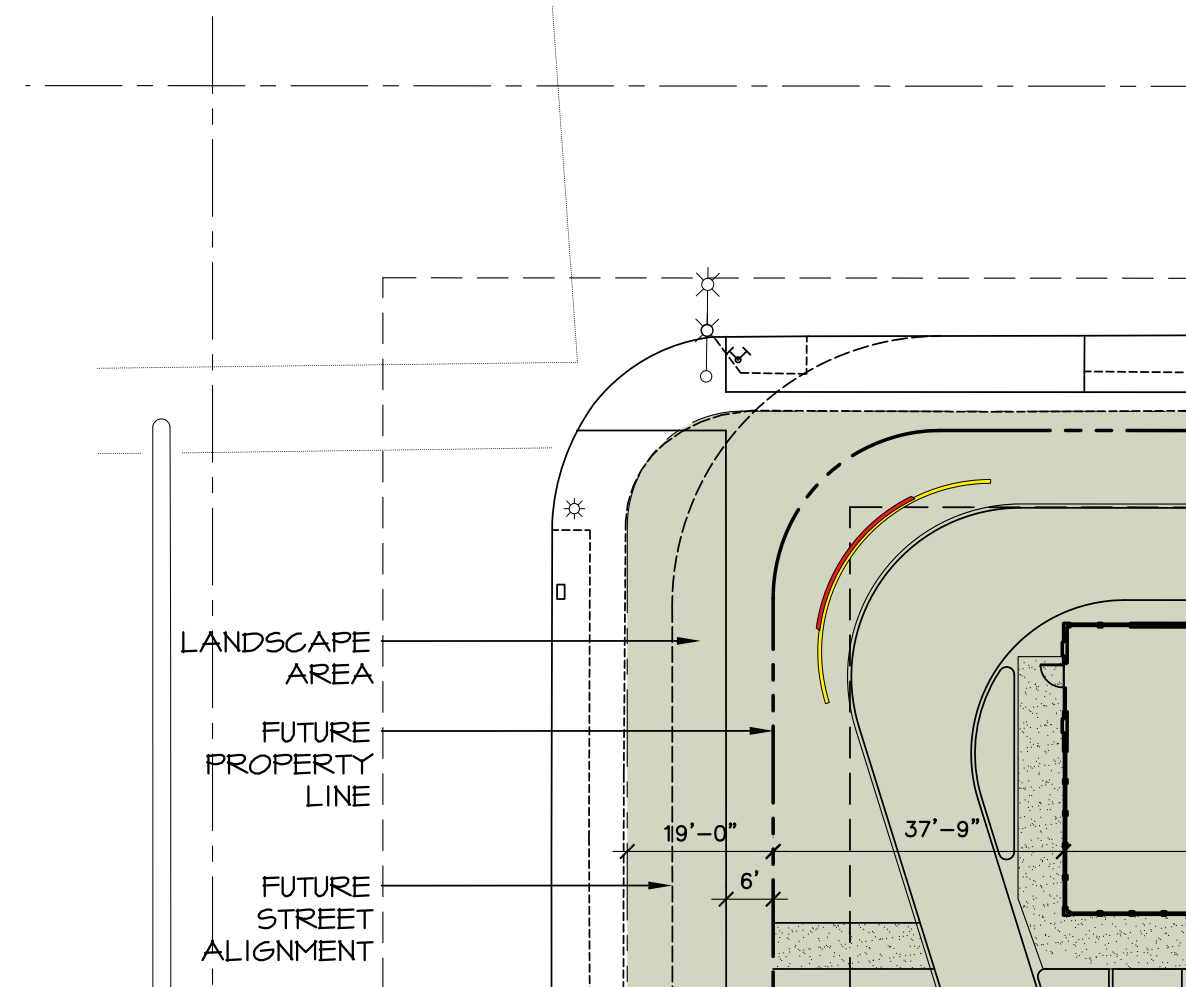 LANDSCAPE
AREA
FUTURE
PROPERTY
LINE
19'-0"
37'-9"
6'
FUTURE
STREET
ALIGNMENT